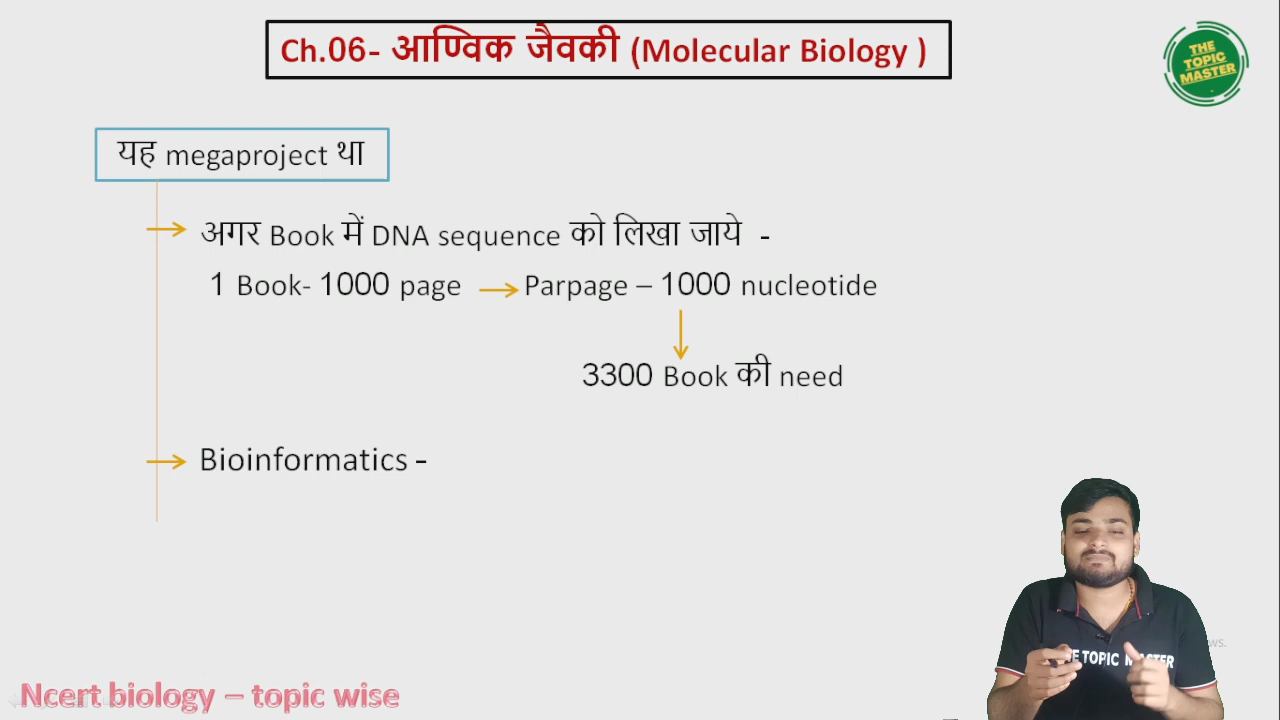 Ch.06- आण्विक जैवकी (Molecular Biology )
THE
TOPIC
MASTER
यह megaproject था
अगर Book में DNA sequence को लिखा जाये -
1 Book- 1000 page → Parpage – 1000 nucleotide
3300 Book की need
Bioinformatics -
THE TOPIC MASTER
Ncert biology – topic wise